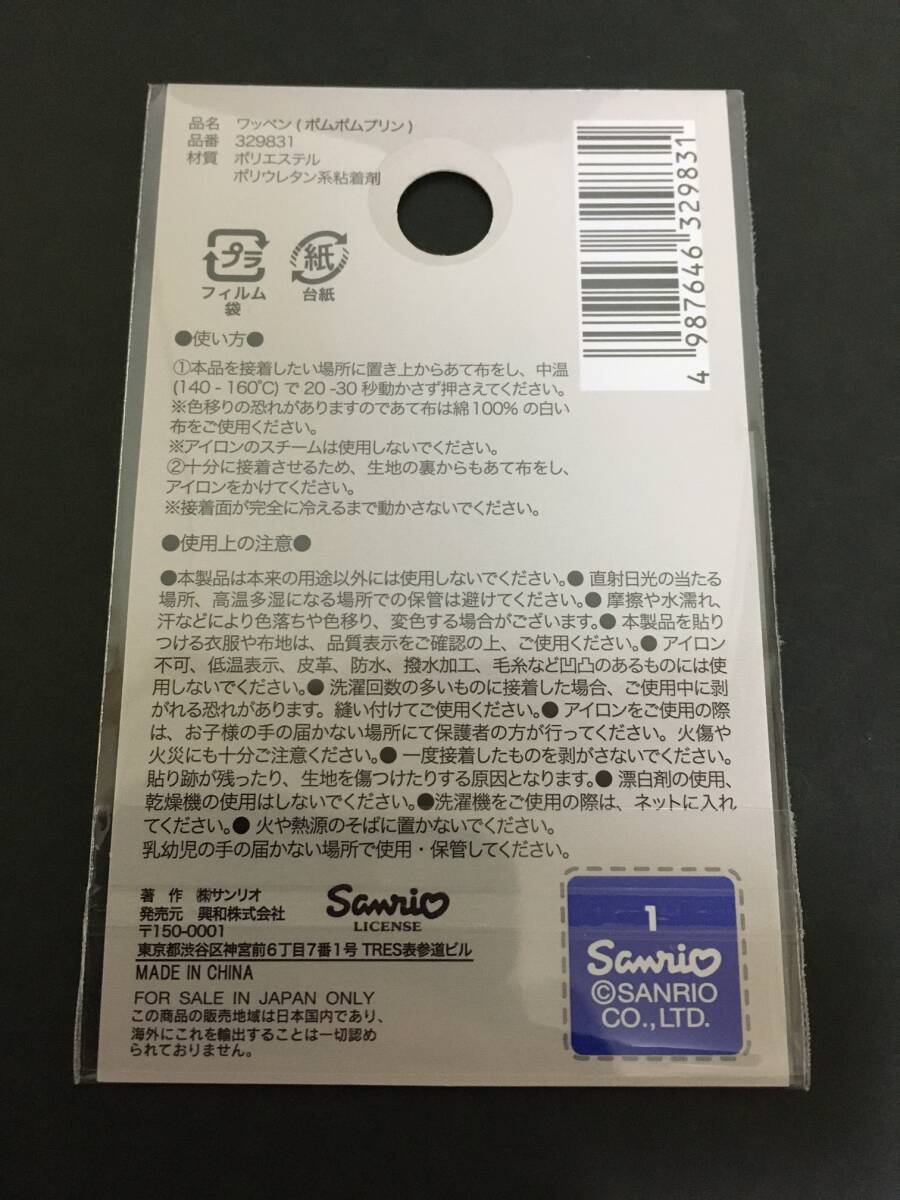 品名 ワッペン(ポムポムプリン)
品番 329831
材質 ポリエステル
ポリウレタン系粘着剤
4987646329831
プラ
フィルム
袋
紙
台紙
●使い方●
①本品を接着したい場所に置き上からあて布をし、中温
(140-160℃)で20-30秒動かさず押さえてください。
※色移りの恐れがありますのであて布は綿100%の白い
布をご使用ください。
※アイロンのスチームは使用しないでください。
②十分に接着させるため、生地の裏からもあて布をし、
アイロンをかけてください。
※接着面が完全に冷えるまで動かさないでください。
●使用上の注意●
●本製品は本来の用途以外には使用しないでください。●直射日光の当たる
場所、高温多湿になる場所での保管は避けてください。●摩擦や水濡れ、
汗などにより色落ちや色移り、変色する場合がございます。●本製品を貼り
つける衣服や布地は、品質表示をご確認の上、ご使用ください。●アイロン
不可、低温表示、皮革、防水、撥水加工、毛糸など凹凸のあるものには使
用しないでください。●洗濯回数の多いものに接着した場合、ご使用中に剥
がれる恐れがあります。縫い付けてご使用ください。●アイロンをご使用の際
は、お子様の手の届かない場所にて保護者の方が行ってください。火傷や
火災にも十分ご注意ください。●一度接着したものを剥がさないでください。
貼り跡が残ったり、生地を傷つけたりする原因となります。●漂白剤の使用、
乾燥機の使用はしないでください。●洗濯機をご使用の際は、ネットに入れ
てください。●火や熱源のそばに置かないでください。
乳幼児の手の届かない場所で使用・保管してください。
著作 ㈱サンリオ
発売元 興和株式会社
〒150-0001
東京都渋谷区神宮前6丁目7番1号 TRES表参道ビル
MADE IN CHINA
FOR SALE IN JAPAN ONLY
この商品の販売地域は日本国内であり、
海外にこれを輸出することは一切認め
られておりません。
Sanrio
LICENSE
1
Sanrio
©SANRIO
CO.,LTD.